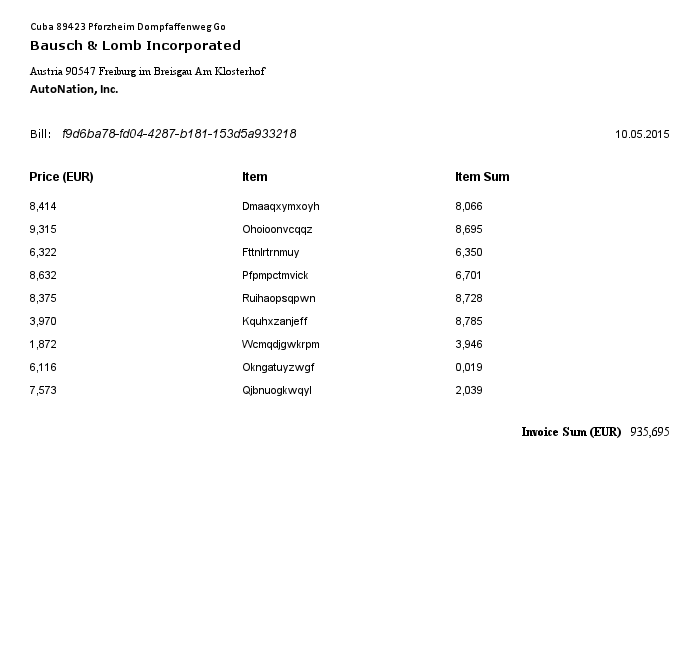 Cuba 89423 Pforzheim Dompfaffenweg Go
Bausch & Lomb Incorporated
Austria 90547 Freiburg im Breisgau Am Klosterhof
AutoNation, Inc.
Bill: f9d6ba78-fd04-4287-b181-153d5a933218 10.05.2015
Price (EUR) Item Item Sum
8,414 Dmaaqxymxoyh 8,066
9,315 Ohoioonvcqqz 8,695
6,322 Fttnlrtrnmuy 6,350
8,632 Pfpmpctmvick 6,701
8,375 Ruihaopsqpwn 8,728
3,970 Kquhxzanjeff 8,785
1,872 Wcmqdjgwkrpm 3,946
6,116 Okngatuyzwgf 0,019
7,573 Qjbnuogkwqyl 2,039
Invoice Sum (EUR) 935,695